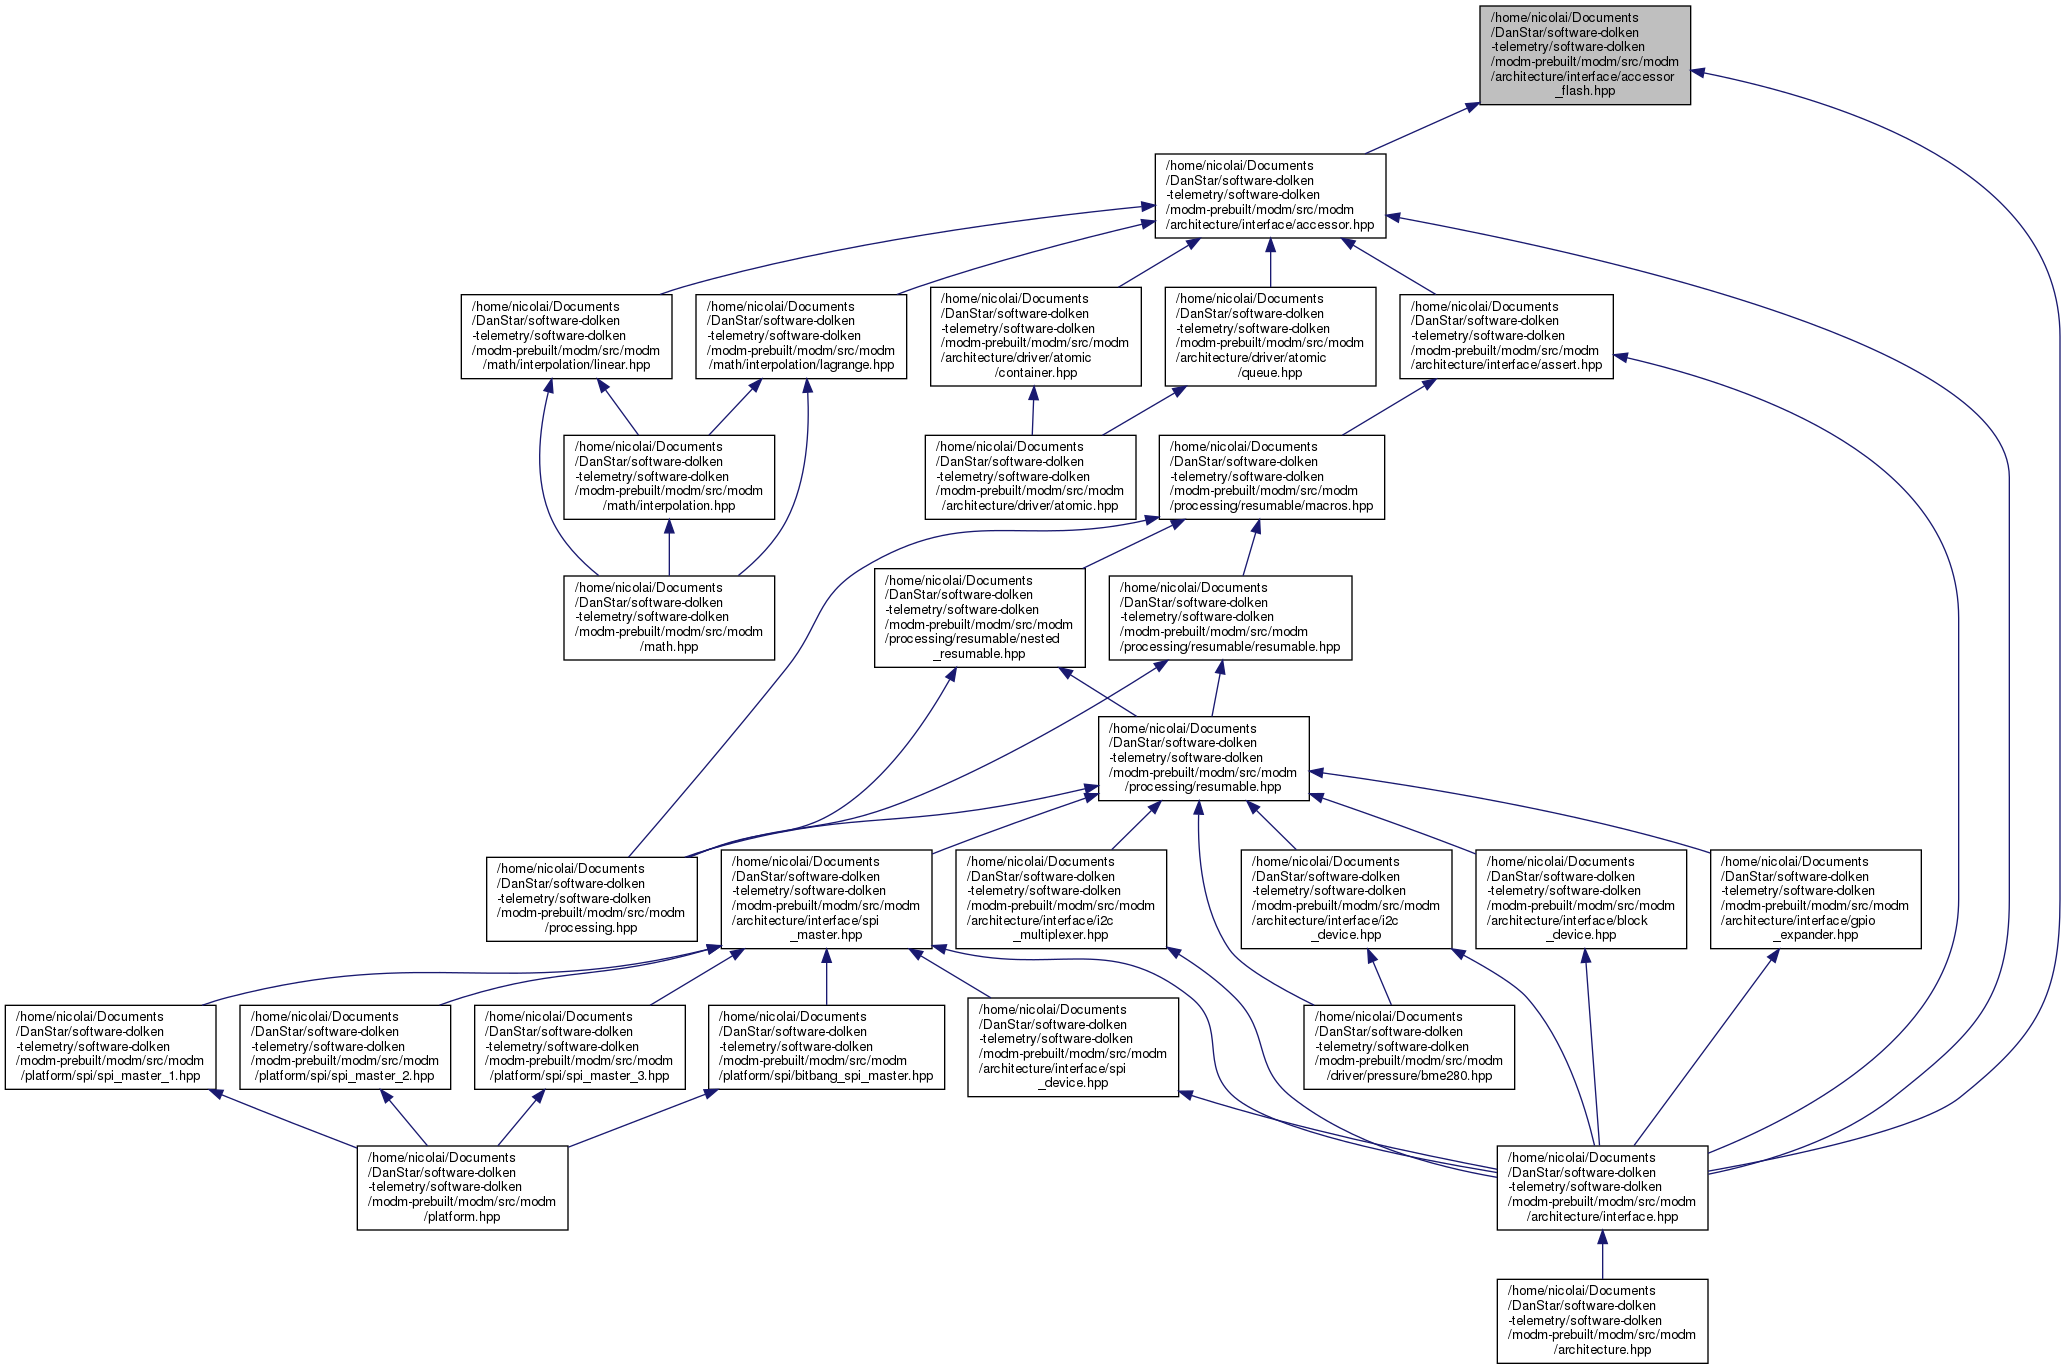 /home/nicolai/Documents
/DanStar/software-dolken
-telemetry/software-dolken
/modm-prebuilt/modm/src/modm
/architecture/interface/accessor
_flash.hpp
/home/nicolai/Documents
/DanStar/software-dolken
-telemetry/software-dolken
/modm-prebuilt/modm/src/modm
/architecture/interface/accessor.hpp
/home/nicolai/Documents
/DanStar/software-dolken
-telemetry/software-dolken
/modm-prebuilt/modm/src/modm
/math/interpolation/linear.hpp
/home/nicolai/Documents
/DanStar/software-dolken
-telemetry/software-dolken
/modm-prebuilt/modm/src/modm
/math/interpolation/lagrange.hpp
/home/nicolai/Documents
/DanStar/software-dolken
-telemetry/software-dolken
/modm-prebuilt/modm/src/modm
/architecture/driver/atomic
/container.hpp
/home/nicolai/Documents
/DanStar/software-dolken
-telemetry/software-dolken
/modm-prebuilt/modm/src/modm
/architecture/driver/atomic
/queue.hpp
/home/nicolai/Documents
/DanStar/software-dolken
-telemetry/software-dolken
/modm-prebuilt/modm/src/modm
/architecture/interface/assert.hpp
/home/nicolai/Documents
/DanStar/software-dolken
-telemetry/software-dolken
/modm-prebuilt/modm/src/modm
/math/interpolation.hpp
/home/nicolai/Documents
/DanStar/software-dolken
-telemetry/software-dolken
/modm-prebuilt/modm/src/modm
/architecture/driver/atomic.hpp
/home/nicolai/Documents
/DanStar/software-dolken
-telemetry/software-dolken
/modm-prebuilt/modm/src/modm
/processing/resumable/macros.hpp
/home/nicolai/Documents
/DanStar/software-dolken
-telemetry/software-dolken
/modm-prebuilt/modm/src/modm
/math.hpp
/home/nicolai/Documents
/DanStar/software-dolken
-telemetry/software-dolken
/modm-prebuilt/modm/src/modm
/processing/resumable/nested
_resumable.hpp
/home/nicolai/Documents
/DanStar/software-dolken
-telemetry/software-dolken
/modm-prebuilt/modm/src/modm
/processing/resumable/resumable.hpp
/home/nicolai/Documents
/DanStar/software-dolken
-telemetry/software-dolken
/modm-prebuilt/modm/src/modm
/processing/resumable.hpp
/home/nicolai/Documents
/DanStar/software-dolken
-telemetry/software-dolken
/modm-prebuilt/modm/src/modm
/processing.hpp
/home/nicolai/Documents
/DanStar/software-dolken
-telemetry/software-dolken
/modm-prebuilt/modm/src/modm
/architecture/interface/spi
_master.hpp
/home/nicolai/Documents
/DanStar/software-dolken
-telemetry/software-dolken
/modm-prebuilt/modm/src/modm
/architecture/interface/i2c
_multiplexer.hpp
/home/nicolai/Documents
/DanStar/software-dolken
-telemetry/software-dolken
/modm-prebuilt/modm/src/modm
/architecture/interface/i2c
_device.hpp
/home/nicolai/Documents
/DanStar/software-dolken
-telemetry/software-dolken
/modm-prebuilt/modm/src/modm
/architecture/interface/block
_device.hpp
/home/nicolai/Documents
/DanStar/software-dolken
-telemetry/software-dolken
/modm-prebuilt/modm/src/modm
/architecture/interface/gpio
_expander.hpp
/home/nicolai/Documents
/DanStar/software-dolken
-telemetry/software-dolken
/modm-prebuilt/modm/src/modm
/platform/spi/spi_master_1.hpp
/home/nicolai/Documents
/DanStar/software-dolken
-telemetry/software-dolken
/modm-prebuilt/modm/src/modm
/platform/spi/spi_master_2.hpp
/home/nicolai/Documents
/DanStar/software-dolken
-telemetry/software-dolken
/modm-prebuilt/modm/src/modm
/platform/spi/spi_master_3.hpp
/home/nicolai/Documents
/DanStar/software-dolken
-telemetry/software-dolken
/modm-prebuilt/modm/src/modm
/platform/spi/bitbang_spi_master.hpp
/home/nicolai/Documents
/DanStar/software-dolken
-telemetry/software-dolken
/modm-prebuilt/modm/src/modm
/architecture/interface/spi
_device.hpp
/home/nicolai/Documents
/DanStar/software-dolken
-telemetry/software-dolken
/modm-prebuilt/modm/src/modm
/driver/pressure/bme280.hpp
/home/nicolai/Documents
/DanStar/software-dolken
-telemetry/software-dolken
/modm-prebuilt/modm/src/modm
/platform.hpp
/home/nicolai/Documents
/DanStar/software-dolken
-telemetry/software-dolken
/modm-prebuilt/modm/src/modm
/architecture/interface.hpp
/home/nicolai/Documents
/DanStar/software-dolken
-telemetry/software-dolken
/modm-prebuilt/modm/src/modm
/architecture.hpp